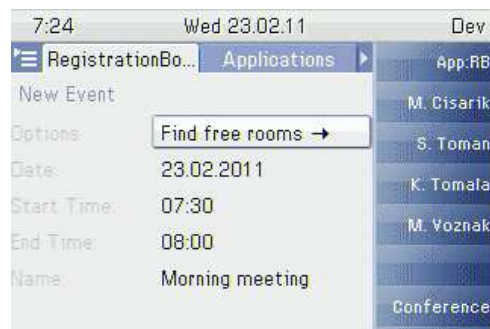 7:24 Wed 23.02.11 Dev
RegistrationBo... Applications App:RB
New Event M. Cisarik
Options: Find free rooms →
S. Toman
Date: 23.02.2011
K. Tomala
Start Time: 07:30
M. Voznak
End Time: 08:00
Name: Morning meeting
Conference